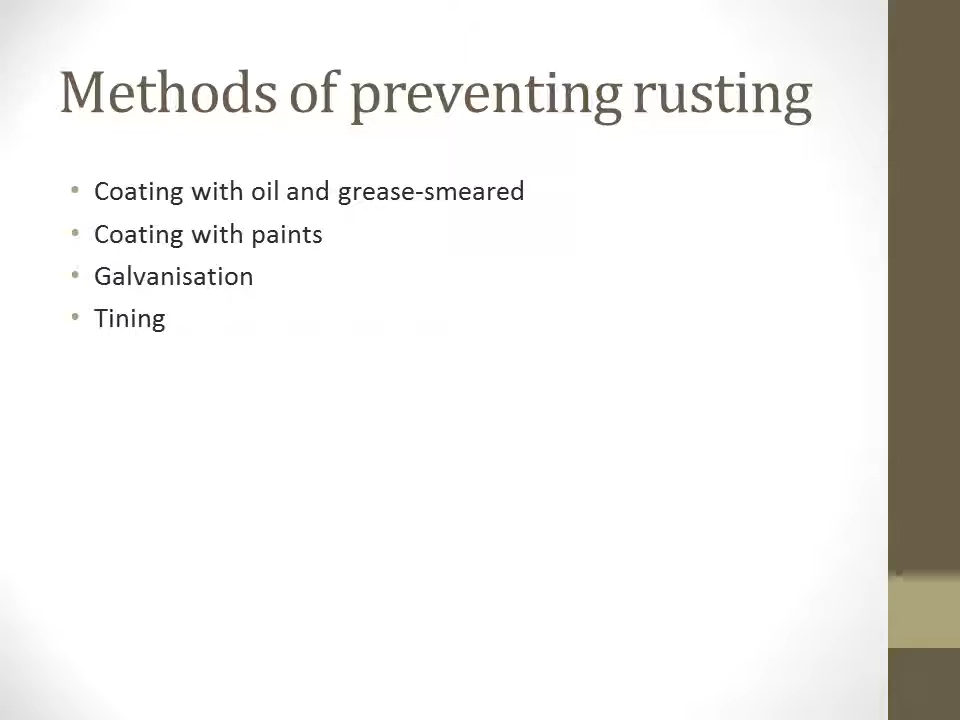 Methods of preventing rusting
• Coating with oil and grease-smeared
• Coating with paints
• Galvanisation
• Tining